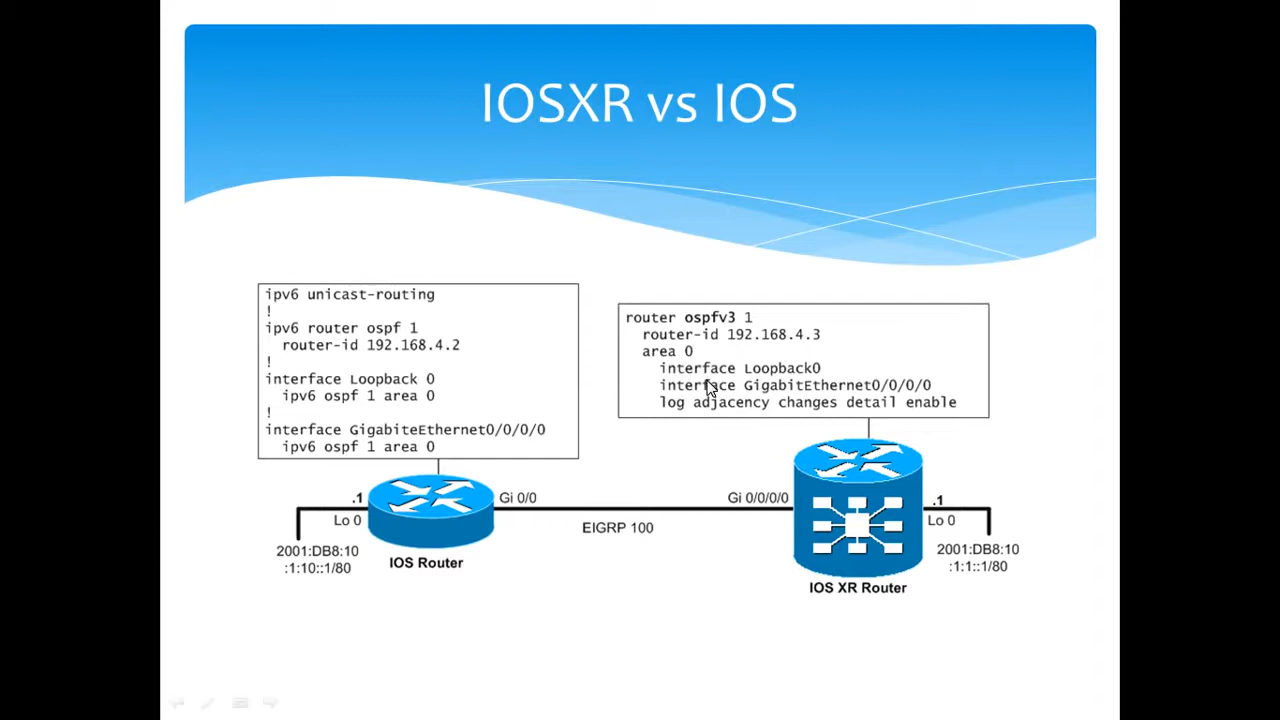 IOSXR vs IOS
ipv6 unicast-routing
!
ipv6 router ospf 1
router-id 192.168.4.2
!
interface Loopback 0
ipv6 ospf 1 area 0
!
interface GigabiteEthernet0/0/0/0
ipv6 ospf 1 area 0
router ospfv3 1
router-id 192.168.4.3
area 0
interface Loopback0
interface GigabitEthernet0/0/0/0
log adjacency changes detail enable
.1
Gi 0/0
Gi 0/0/0/0
.1
Lo 0
EIGRP 100
Lo 0
2001:DB8:10
:1:10::1/80
IOS Router
2001:DB8:10
:1:1::1/80
IOS XR Router